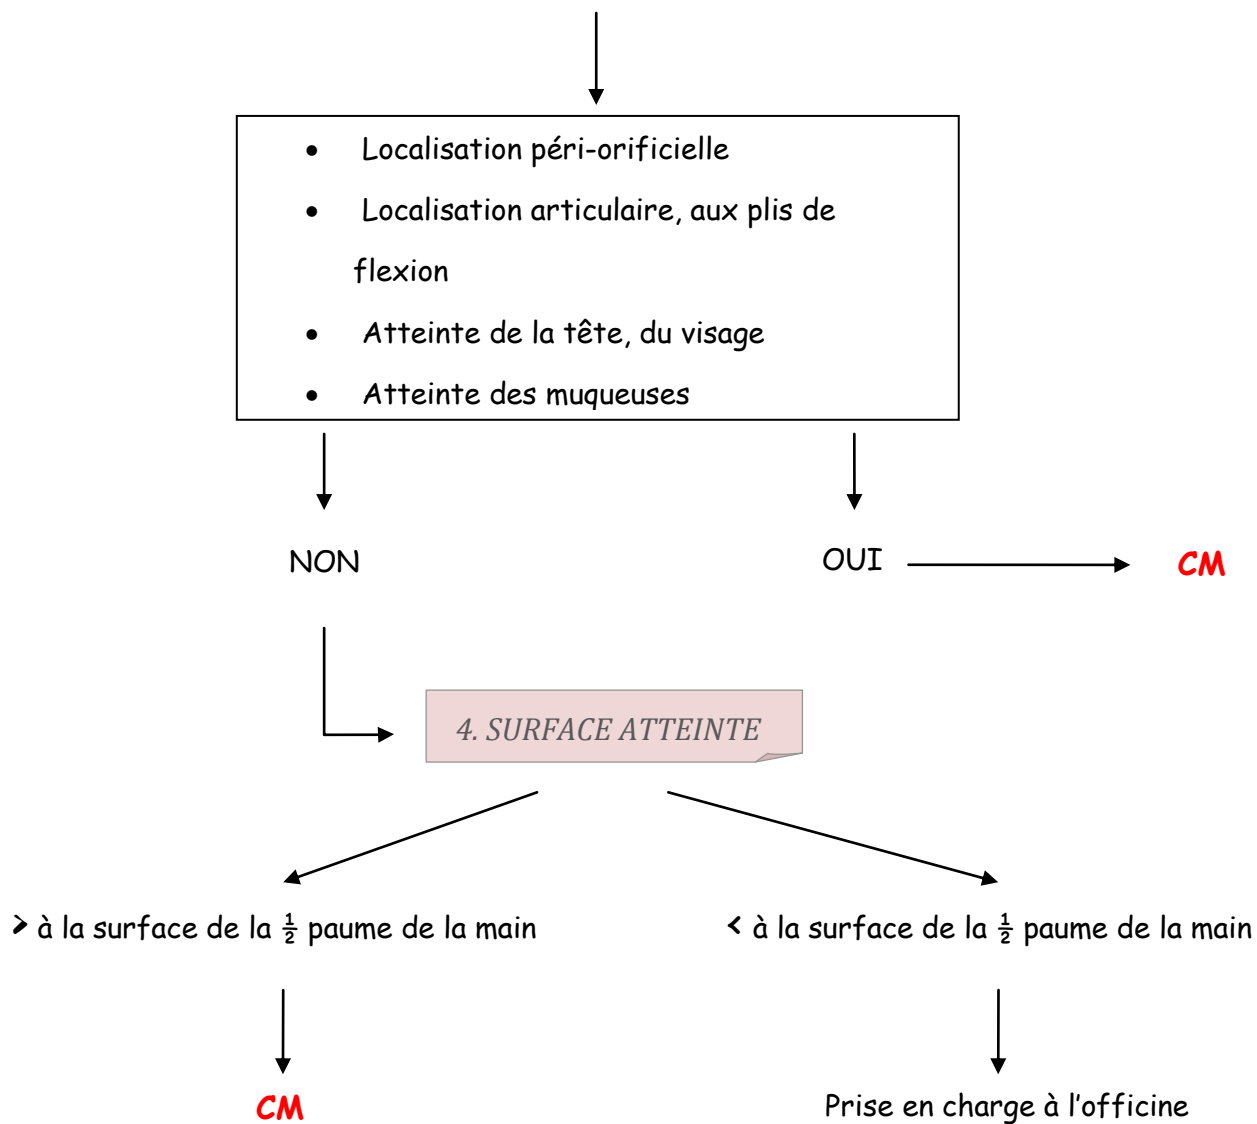 • Localisation péri-orificielle
• Localisation articulaire, aux plis de
flexion
• Atteinte de la tête, du visage
• Atteinte des muqueuses
NON
OUI
CM
4. SURFACE ATTEINTE
> à la surface de la ½ paume de la main
< à la surface de la ½ paume de la main
CM
Prise en charge à l’officine